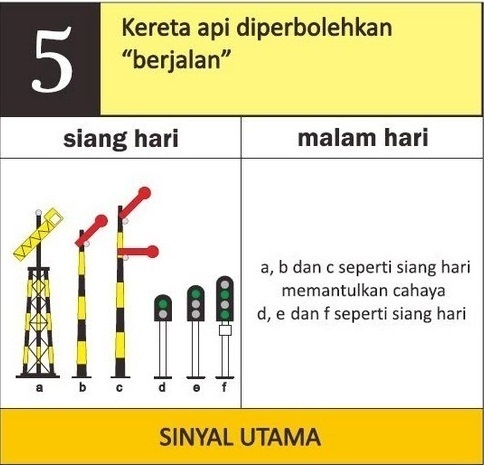 5
Kereta api diperbolehkan
“berjalan”
siang hari
malam hari
a, b dan c seperti siang hari
memantulkan cahaya
d, e dan f seperti siang hari
a b c d e f
SINYAL UTAMA